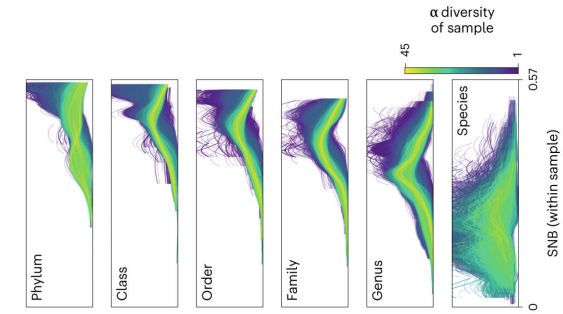 α diversity
of sample
45
1
Phylum
Class
Order
Family
Genus
Species
0.57
SNB (within sample)
0